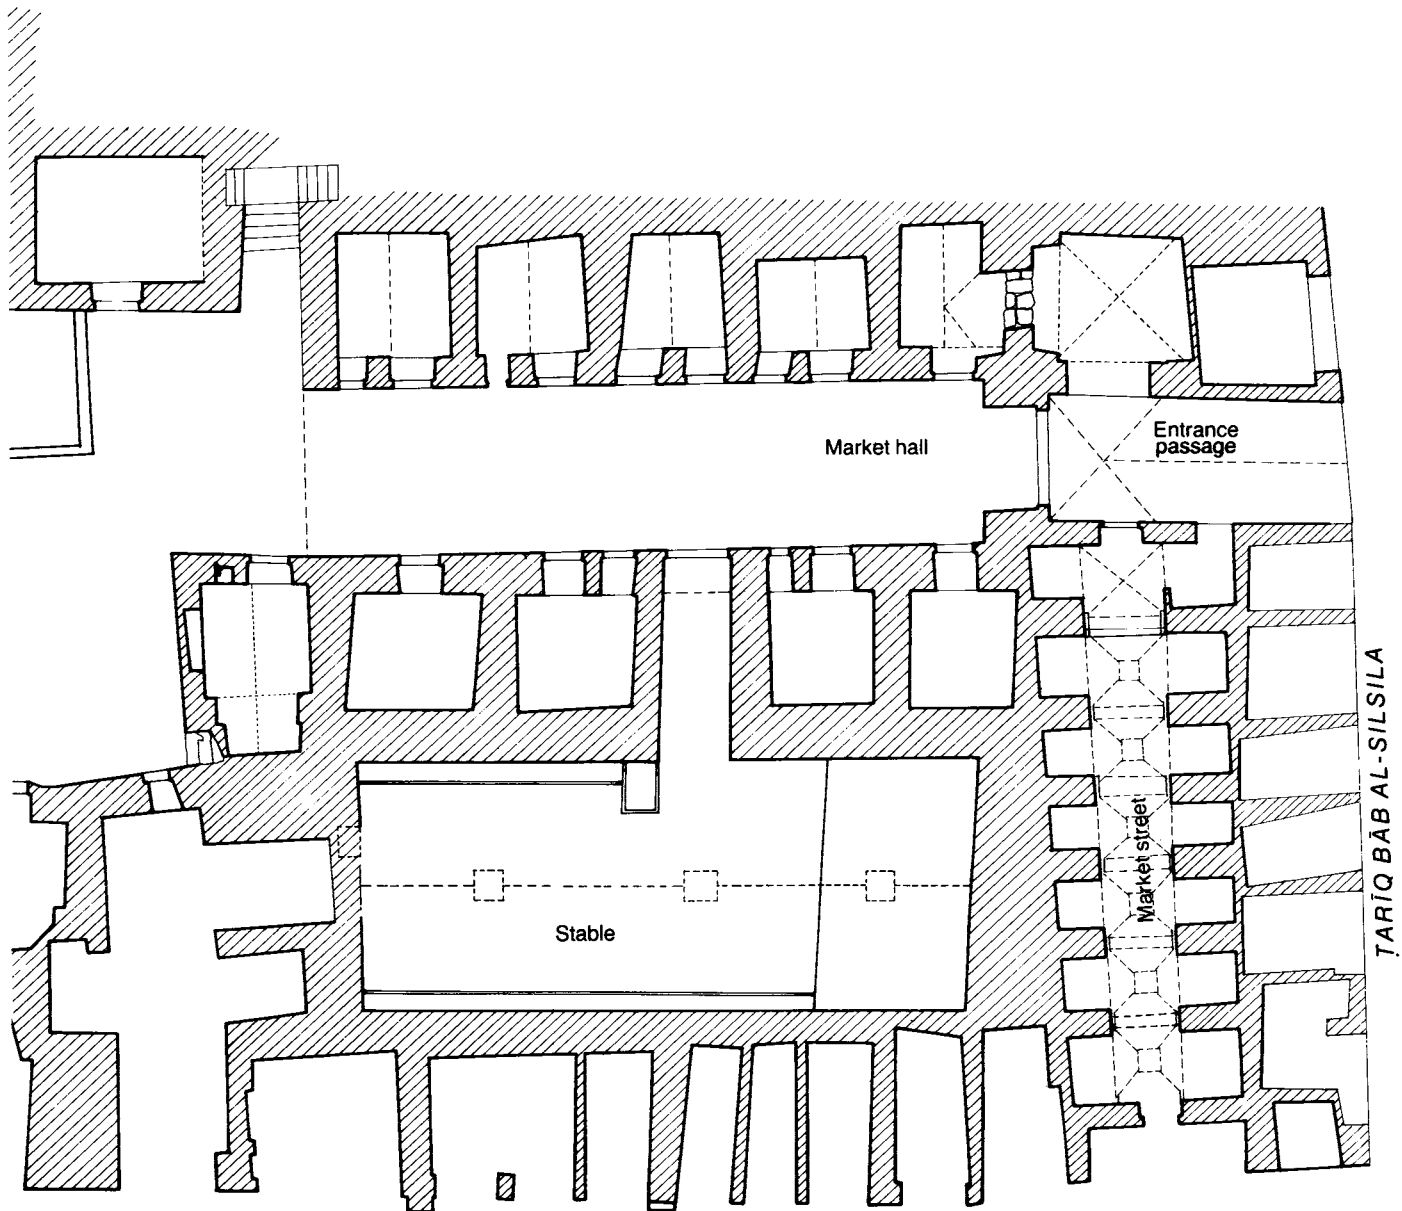 Market hall
Entrance
passage
Stable
Market street
ṬARĪQ BĀB AL-SILSILA